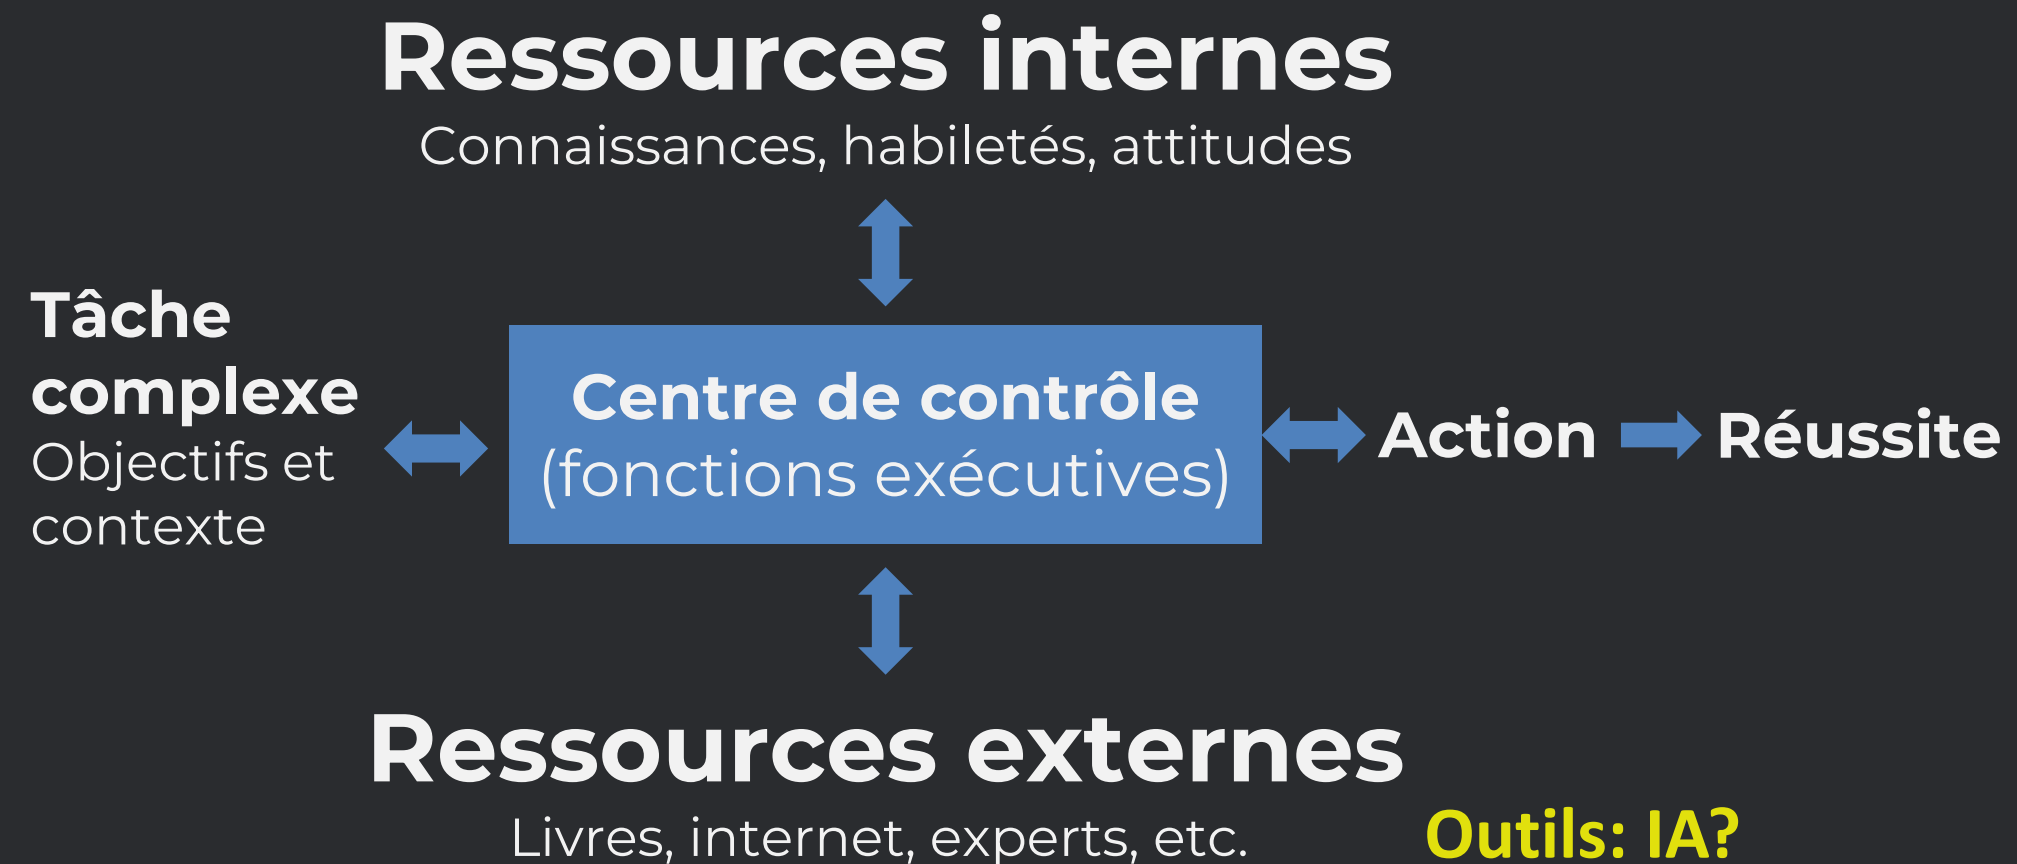 Ressources internes
Connaissances, habiletés, attitudes
Tâche
complexe
Objectifs et
contexte
Centre de contrôle
(fonctions exécutives)
Action
Réussite
Ressources externes
Livres, internet, experts, etc.
Outils: IA?